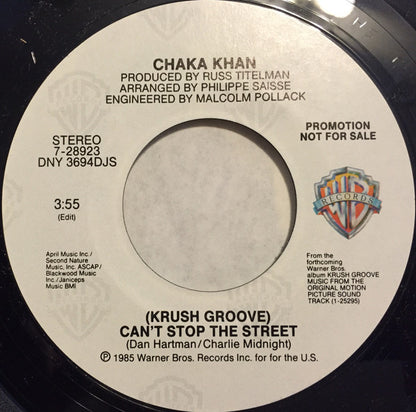 CHAKA KHAN
PRODUCED BY RUSS TITELMAN
ARRANGED BY PHILIPPE SAISSE
ENGINEERED BY MALCOLM POLLACK
STEREO
7-28923
DNY 3694DJS
PROMOTION
NOT FOR SALE
3:55
(Edit)
WB
RECORDS
April Music Inc./
Second Nature
Music, Inc. ASCAP/
Blackwood Music
Inc./Janiceps
Music BMI
From the
forthcoming
Warner Bros.
album KRUSH GROOVE
MUSIC FROM THE
ORIGINAL MOTION
PICTURE SOUND
TRACK (1-25295)
(KRUSH GROOVE)
CAN'T STOP THE STREET
(Dan Hartman/Charlie Midnight)
℗ 1985 Warner Bros. Records Inc. for for the U.S.